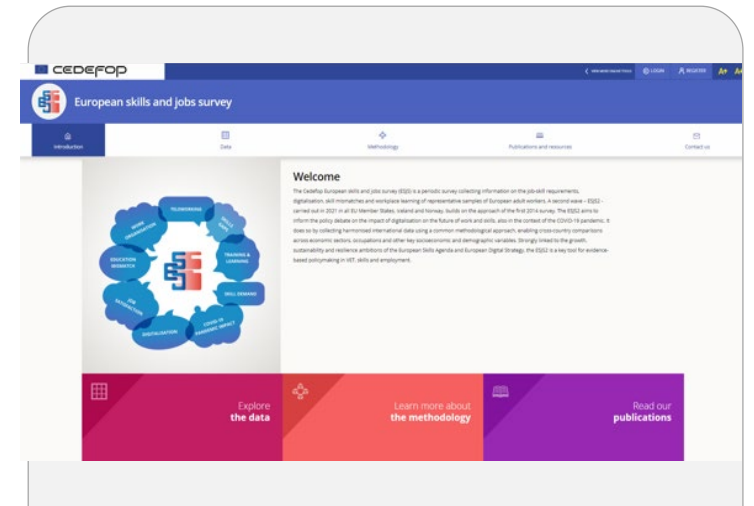 CEDEFOP
VIEW MORE ONLINE TOOLS LOGIN REGISTER A+ A
European skills and jobs survey
Introduction Data Methodology Publications and resources Contact us
TELEWORKING
SKILLS GAPS
TRAINING & LEARNING
SKILL DEMAND
COVID-19 PANDEMIC IMPACT
DIGITALISATION
JOB SATISFACTION
EDUCATION MISMATCH
WORK ORGANISATION
Welcome
The Cedefop European skills and jobs survey (ESJS) is a periodic survey collecting information on the job-skill requirements,
digitalisation, skill mismatches and workplace learning of representative samples of European adult workers. A second wave - ESJS2 -
carried out in 2021 in all EU Member States, Iceland and Norway, builds on the approach of the first 2014 survey. The ESJS2 aims to
inform the policy debate on the impact of digitalisation on the future of work and skills, also in the context of the COVID-19 pandemic. It
does so by collecting harmonised international data using a common methodological approach, enabling cross-country comparisons
across economic sectors, occupations and other key socioeconomic and demographic variables. Strongly linked to the growth,
sustainability and resilience ambitions of the European Skills Agenda and European Digital Strategy, the ESJS2 is a key tool for evidence-
based policymaking in VET, skills and employment.
Explore
the data
Learn more about
the methodology
Read our
publications